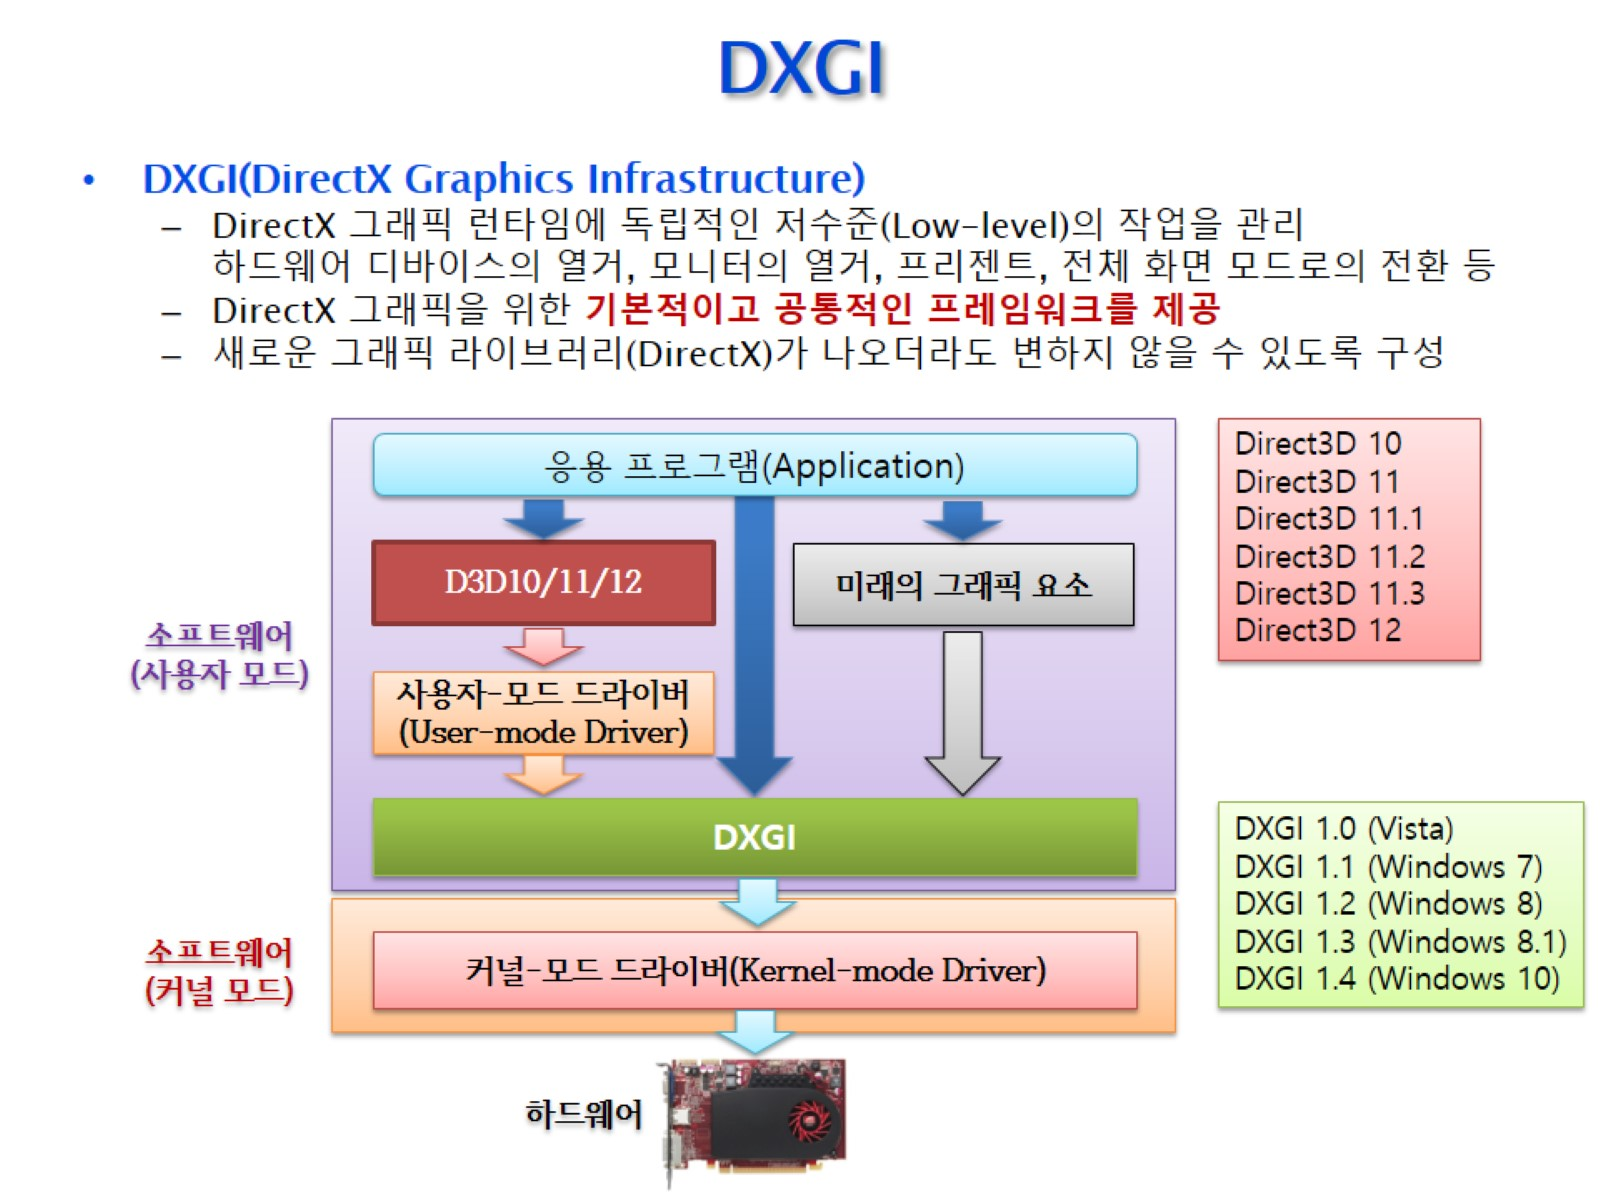 DXGI
• DXGI(DirectX Graphics Infrastructure)
– DirectX 그래픽 런타임에 독립적인 저수준(Low-level)의 작업을 관리
하드웨어 디바이스의 열거, 모니터의 열거, 프리젠트, 전체 화면 모드로의 전환 등
– DirectX 그래픽을 위한 기본적이고 공통적인 프레임워크를 제공
– 새로운 그래픽 라이브러리(DirectX)가 나오더라도 변하지 않을 수 있도록 구성
응용 프로그램(Application)
D3D10/11/12
미래의 그래픽 요소
사용자-모드 드라이버
(User-mode Driver)
DXGI
소프트웨어
(사용자 모드)
커널-모드 드라이버(Kernel-mode Driver)
소프트웨어
(커널 모드)
하드웨어
Direct3D 10
Direct3D 11
Direct3D 11.1
Direct3D 11.2
Direct3D 11.3
Direct3D 12
DXGI 1.0 (Vista)
DXGI 1.1 (Windows 7)
DXGI 1.2 (Windows 8)
DXGI 1.3 (Windows 8.1)
DXGI 1.4 (Windows 10)